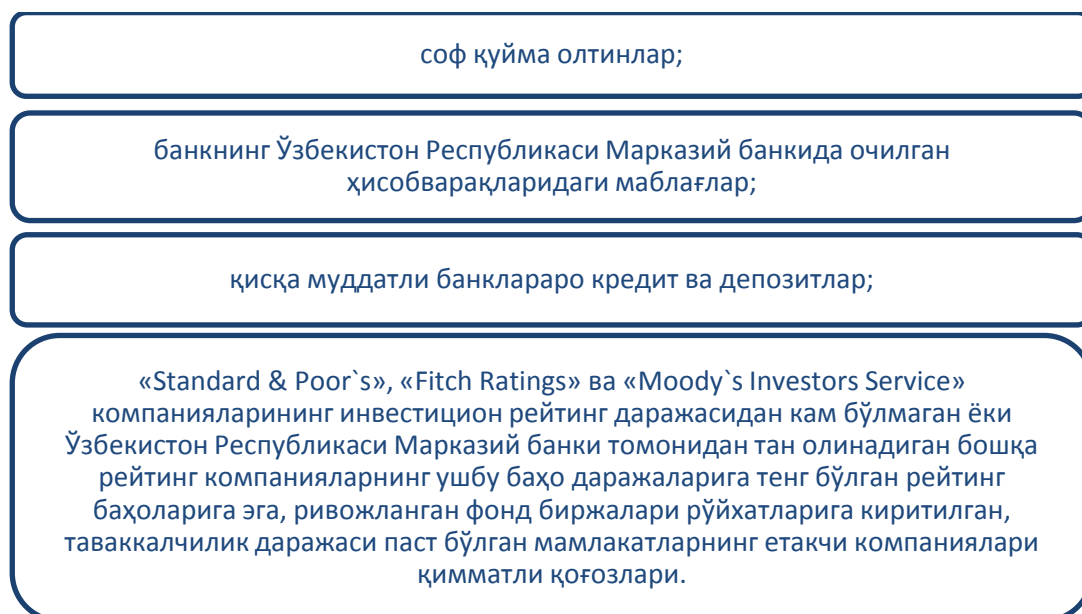 соф қуйма олтинлар;
банкнинг Ўзбекистон Республикаси Марказий банкида очилган
ҳисобварақларидаги маблағлар;
қисқа муддатли банклараро кредит ва депозитлар;
«Standard & Poor`s», «Fitch Ratings» ва «Moody`s Investors Service»
компанияларининг инвестицион рейтинг даражасидан кам бўлмаган ёки
Ўзбекистон Республикаси Марказий банки томонидан тан олинадиган бошқа
рейтинг компанияларнинг ушбу баҳо даражаларига тенг бўлган рейтинг
баҳоларига эга, ривожланган фонд биржалари рўйхатларига киритилган,
таваккалчилик даражаси паст бўлган мамлакатларнинг етакчи компаниялари
қимматли қоғозлари.